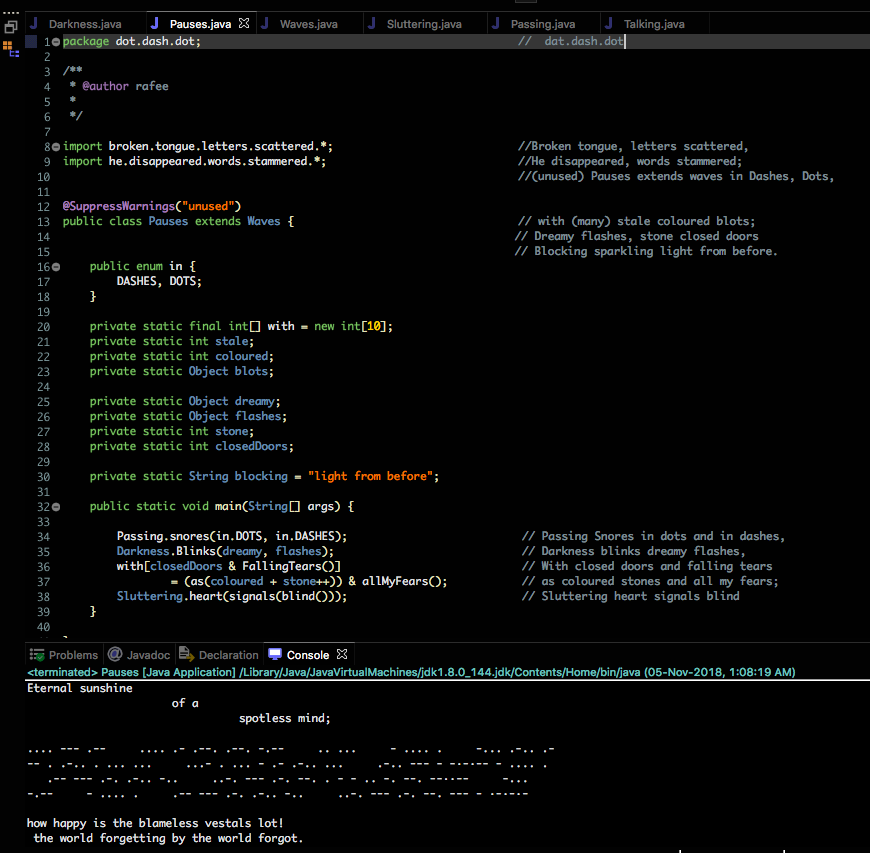 Darkness.java Pauses.java Waves.java Sluttering.java Passing.java Talking.java
1 package dot.dash.dot; // dat.dash.dot
2
3 /**
4 * @author rafee
5 *
6 */
7
8 import broken.tongue.letters.scattered.*; //Broken tongue, letters scattered,
9 import he.disappeared.words.stammered.*; //He disappeared, words stammered;
10 //(unused) Pauses extends waves in Dashes, Dots,
11
12 @SuppressWarnings("unused")
13 public class Pauses extends Waves { // with (many) stale coloured blots;
14 // Dreamy flashes, stone closed doors
15 // Blocking sparkling light from before.
16 public enum in {
17 DASHES, DOTS;
18 }
19
20 private static final int[] with = new int[10];
21 private static int stale;
22 private static int coloured;
23 private static Object blots;
24
25 private static Object dreamy;
26 private static Object flashes;
27 private static int stone;
28 private static int closedDoors;
29
30 private static String blocking = "light from before";
31
32 public static void main(String[] args) {
33
34 Passing.snores(in.DOTS, in.DASHES); // Passing Snores in dots and in dashes,
35 Darkness.Blinks(dreamy, flashes); // Darkness blinks dreamy flashes,
36 with[closedDoors & FallingTears()] // With closed doors and falling tears
37 = (as(coloured + stone++)) & allMyFears(); // as coloured stones and all my fears;
38 Sluttering.heart(signals(blind())); // Sluttering heart signals blind
39 }
40
Problems @ Javadoc Declaration Console
<terminated> Pauses [Java Application] /Library/Java/JavaVirtualMachines/jdk1.8.0_144.jdk/Contents/Home/bin/java (05-Nov-2018, 1:08:19 AM)
Eternal sunshine
of a
spotless mind;
.... --- .-- .... .- .--. .--. -.-- .. ... - .... . -... .-.. .-
-- . .-.. . ... ... ...- . ... - .- .-.. ... .-.. --- - -·-·-- - .... .
.-- --- .-. .-.. -.. ..-. --- .-. --. . - - .. -. --. --·-- -...
-.-- - .... . .-- --- .-. .-.. -.. ..-. --- .-. --. --- - .-.-.-
how happy is the blameless vestals lot!
the world forgetting by the world forgot.